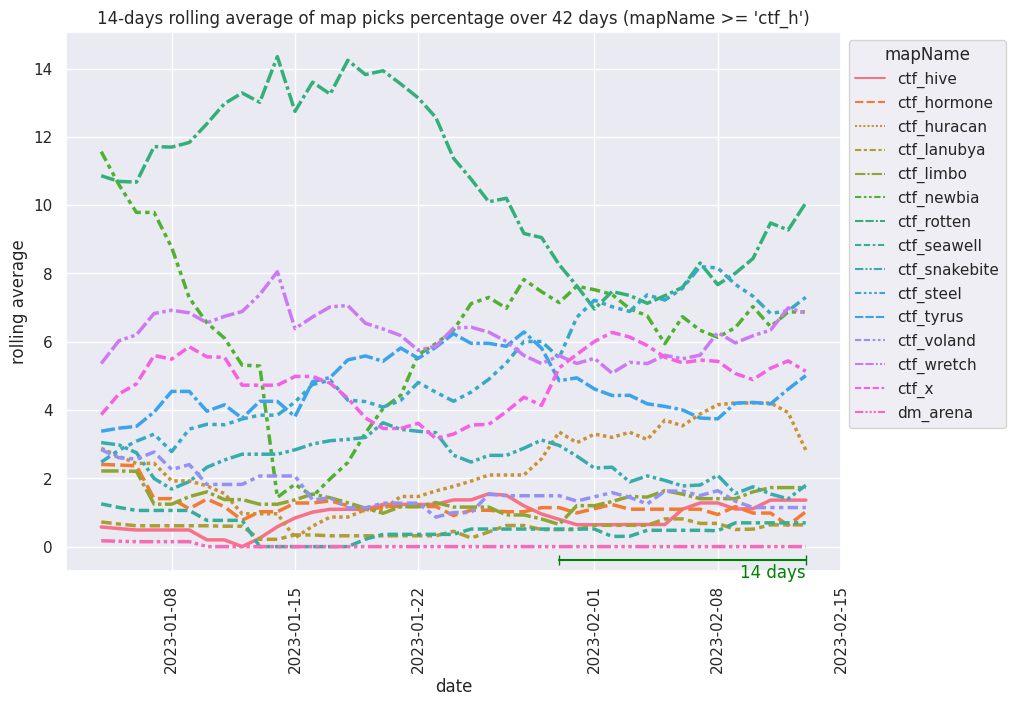 14-days rolling average of map picks percentage over 42 days (mapName >= 'ctf_h')
mapName
ctf_hive
ctf_hormone
ctf_huracan
ctf_lanubya
ctf_limbo
ctf_newbia
ctf_rotten
ctf_seawell
ctf_snakebite
ctf_steel
ctf_tyrus
ctf_voland
ctf_wretch
ctf_x
dm_arena
rolling average
14
12
10
8
6
4
2
0
14 days
2023-01-08
2023-01-15
2023-01-22
2023-02-01
2023-02-08
2023-02-15
date